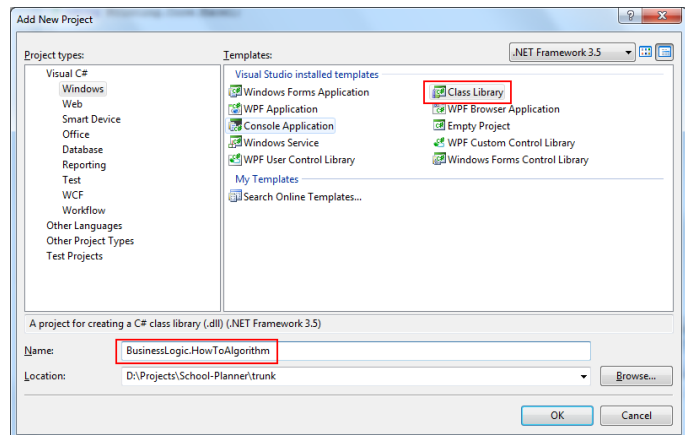 Add New Project
Project types:
Templates:
.NET Framework 3.5
Visual C#
Windows
Web
Smart Device
Office
Database
Reporting
Test
WCF
Workflow
Other Languages
Other Project Types
Test Projects
Visual Studio installed templates
Windows Forms Application
Class Library
WPF Application
WPF Browser Application
Console Application
Empty Project
Windows Service
WPF Custom Control Library
WPF User Control Library
Windows Forms Control Library
My Templates
Search Online Templates...
A project for creating a C# class library (.dll) (.NET Framework 3.5)
Name:
BusinessLogic.HowToAlgorithm
Location:
D:\Projects\School-Planner\trunk
Browse...
OK
Cancel